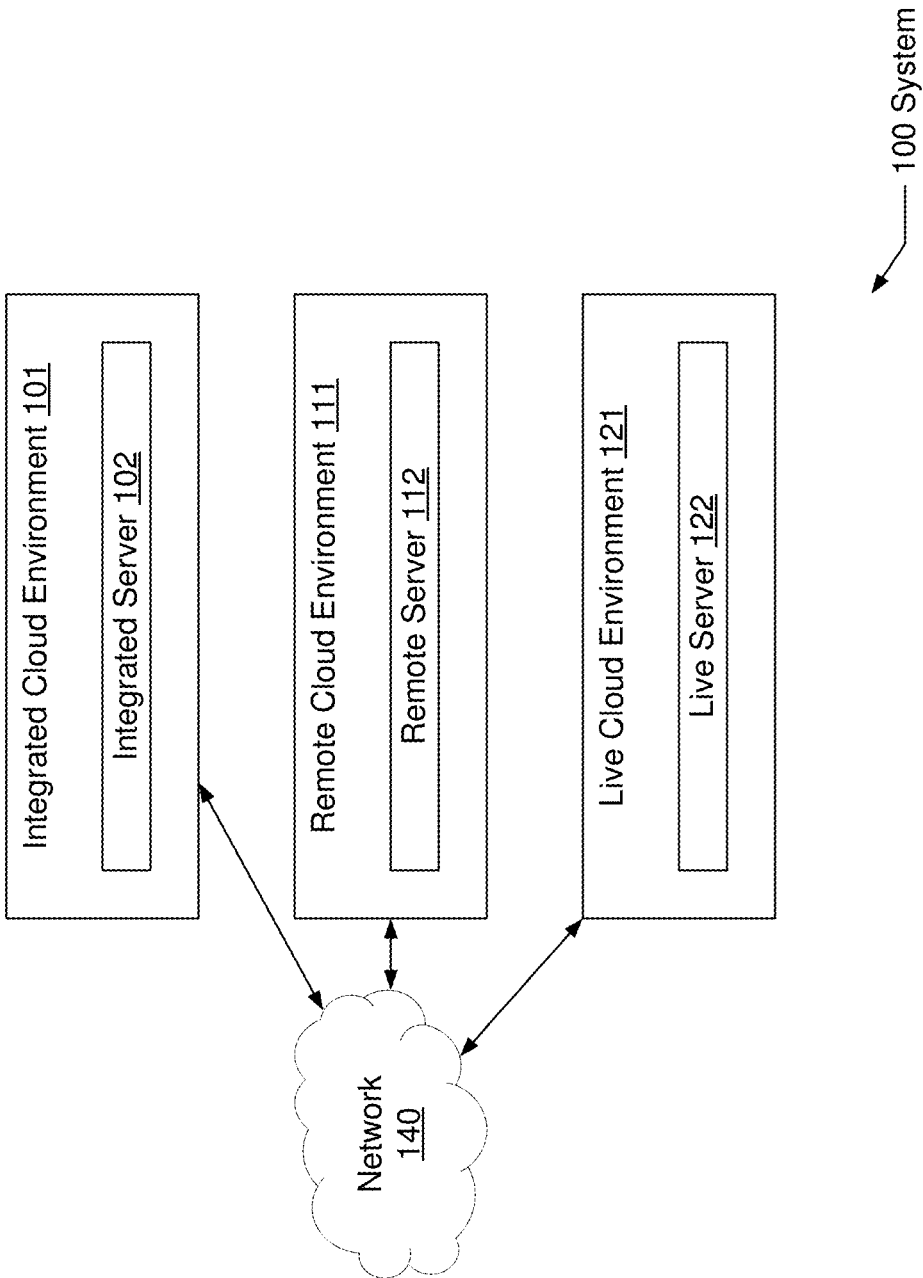 Integrated Cloud Environment 101
Integrated Server 102
Remote Cloud Environment 111
Remote Server 112
Live Cloud Environment 121
Live Server 122
Network
140
100 System